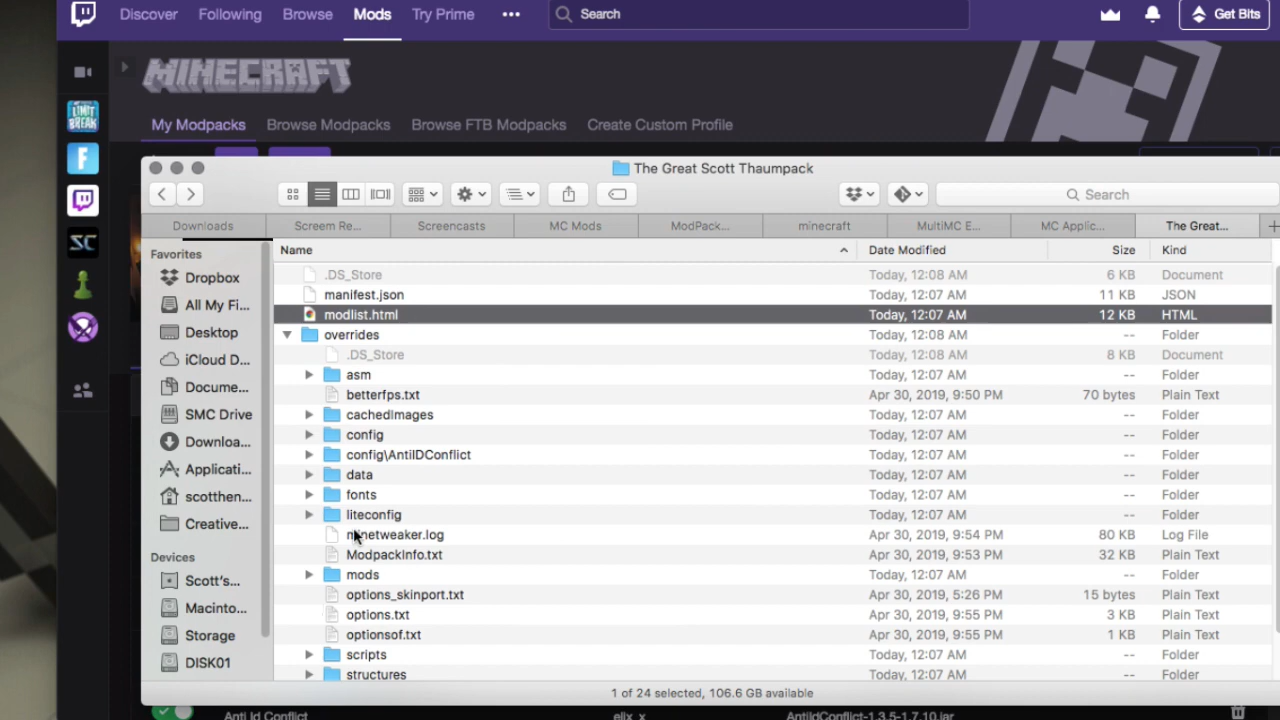 Discover Following Browse Mods Try Prime ••• Search Get Bits
MINECRAFT
My Modpacks Browse Modpacks Browse FTB Modpacks Create Custom Profile
The Great Scott Thaumpack
Search
Downloads Screem Re... Screencasts MC Mods ModPack... minecraft MultiMC E... MC Applic... The Great... +
Name Date Modified Size Kind
Favorites
Dropbox
All My Fi...
Desktop
iCloud D...
Docume...
SMC Drive
Downloa...
Applicati...
scotthen...
Creative...
Devices
Scott's...
Macinto...
Storage
DISK01
.DS_Store Today, 12:08 AM 6 KB Document
manifest.json Today, 12:07 AM 11 KB JSON
modlist.html Today, 12:07 AM 12 KB HTML
overrides Today, 12:08 AM -- Folder
.DS_Store Today, 12:08 AM 8 KB Document
asm Today, 12:07 AM -- Folder
betterfps.txt Apr 30, 2019, 9:50 PM 70 bytes Plain Text
cachedImages Today, 12:07 AM -- Folder
config Today, 12:07 AM -- Folder
config\AntiIDConflict Today, 12:07 AM -- Folder
data Today, 12:07 AM -- Folder
fonts Today, 12:07 AM -- Folder
liteconfig Today, 12:07 AM -- Folder
minetweaker.log Apr 30, 2019, 9:54 PM 80 KB Log File
ModpackInfo.txt Apr 30, 2019, 9:53 PM 32 KB Plain Text
mods Today, 12:07 AM -- Folder
options_skinport.txt Apr 30, 2019, 5:26 PM 15 bytes Plain Text
options.txt Apr 30, 2019, 9:55 PM 3 KB Plain Text
optionsof.txt Apr 30, 2019, 9:55 PM 1 KB Plain Text
scripts Today, 12:07 AM -- Folder
structures Today, 12:07 AM -- Folder
1 of 24 selected, 106.6 GB available
Anti Id Conflict elix_x AntiIdConflict-1.3.5-1.7.10.jar
LIMIT BREAK
F
SC